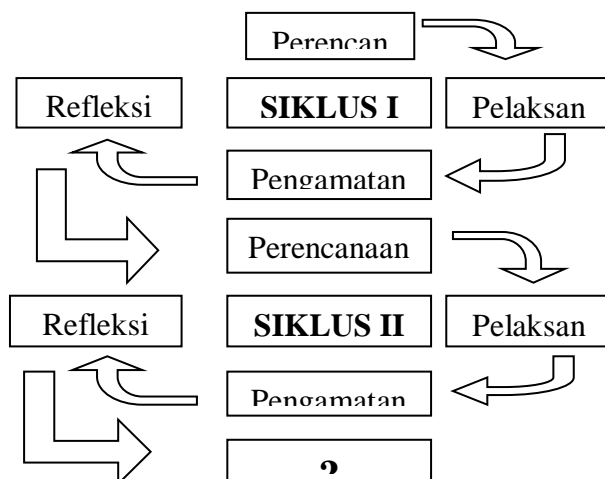 Perencan
Refleksi SIKLUS I Pelaksan
Pengamatan
Perencanaan
Refleksi SIKLUS II Pelaksan
Pengamatan
?